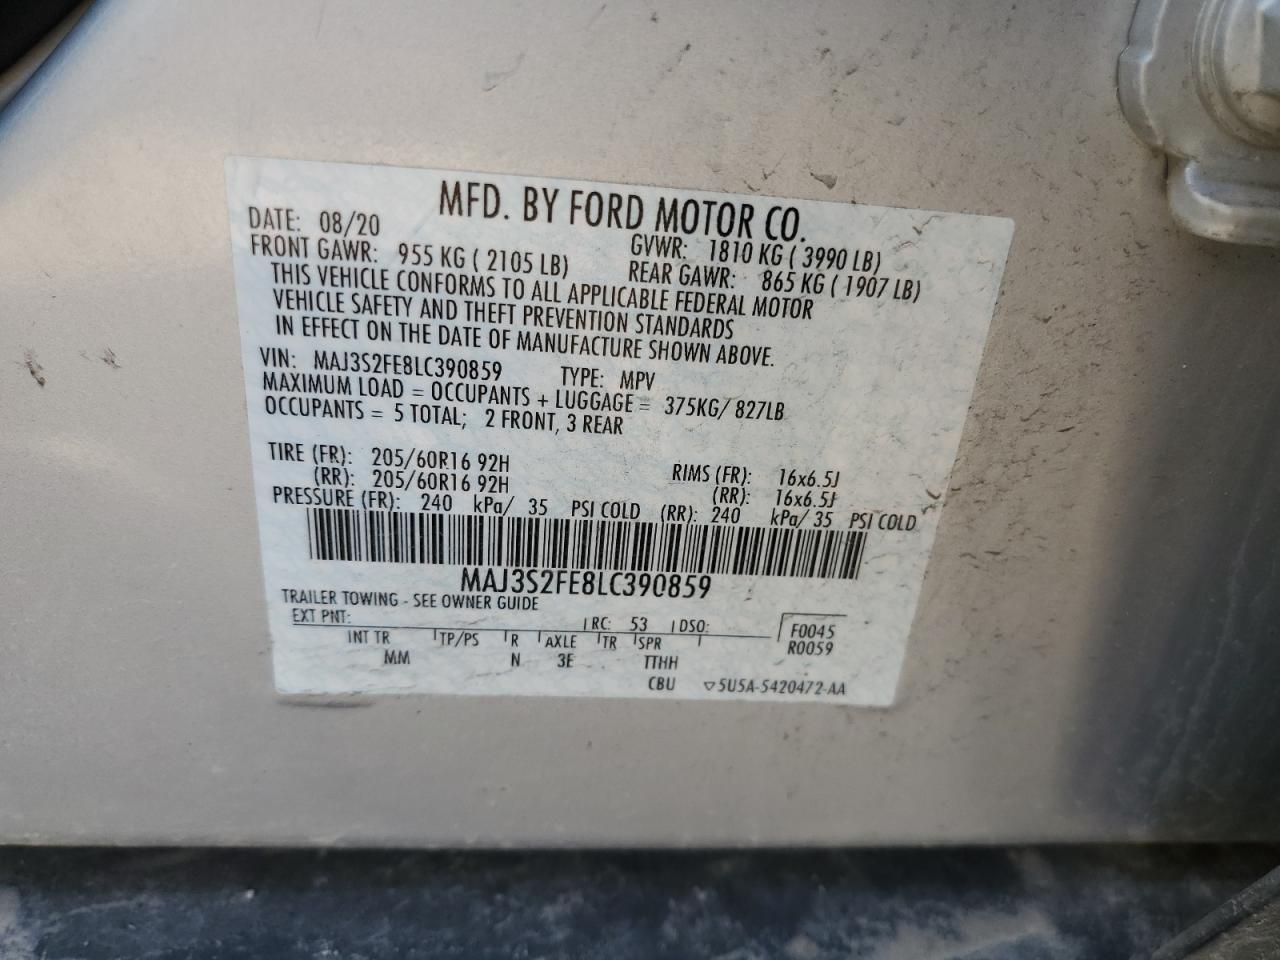 MFD. BY FORD MOTOR CO.
DATE: 08/20 GVWR: 1810 KG ( 3990 LB)
FRONT GAWR: 955 KG ( 2105 LB) REAR GAWR: 865 KG ( 1907 LB)
THIS VEHICLE CONFORMS TO ALL APPLICABLE FEDERAL MOTOR
VEHICLE SAFETY AND THEFT PREVENTION STANDARDS
IN EFFECT ON THE DATE OF MANUFACTURE SHOWN ABOVE.
VIN: MAJ3S2FE8LC390859 TYPE: MPV
MAXIMUM LOAD = OCCUPANTS + LUGGAGE = 375KG/ 827LB
OCCUPANTS = 5 TOTAL; 2 FRONT, 3 REAR
TIRE (FR): 205/60R16 92H RIMS (FR): 16x6.5J
(RR): 205/60R16 92H (RR): 16x6.5J
PRESSURE (FR): 240 kPa/ 35 PSI COLD (RR): 240 kPa/ 35 PSI COLD
MAJ3S2FE8LC390859
TRAILER TOWING - SEE OWNER GUIDE
EXT PNT: RC: 53 DSO: F0045
INT TR TP/PS R AXLE TR SPR R0059
MM N 3E TTHH
CBU ▽5U5A-5420472-AA